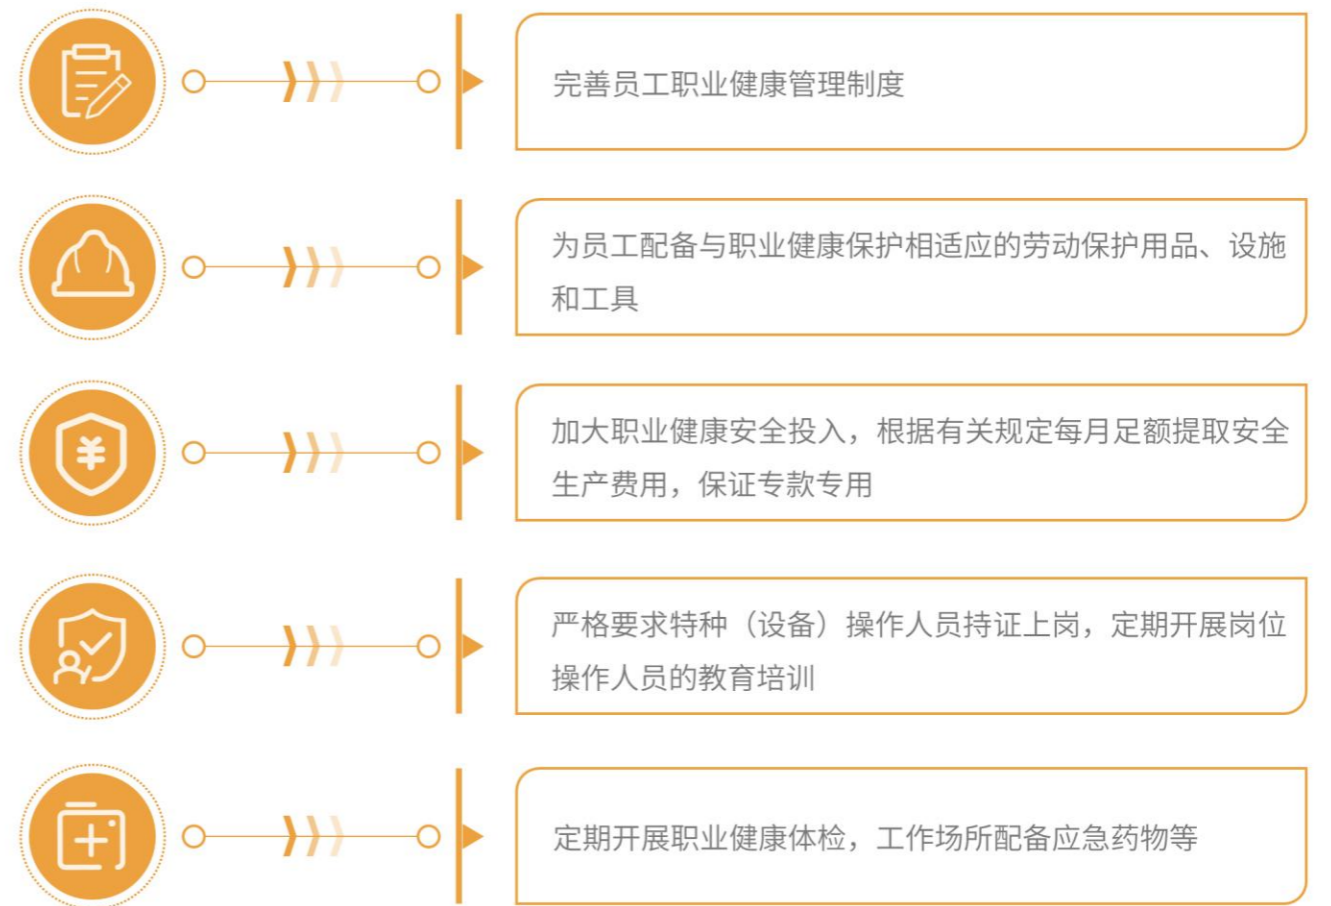 完善员工职业健康管理制度
为员工配备与职业健康保护相适应的劳动保护用品、设施
和工具
加大职业健康安全投入，根据有关规定每月足额提取安全
生产费用，保证专款专用
严格要求特种（设备）操作人员持证上岗，定期开展岗位
操作人员的教育培训
定期开展职业健康体检，工作场所配备应急药物等